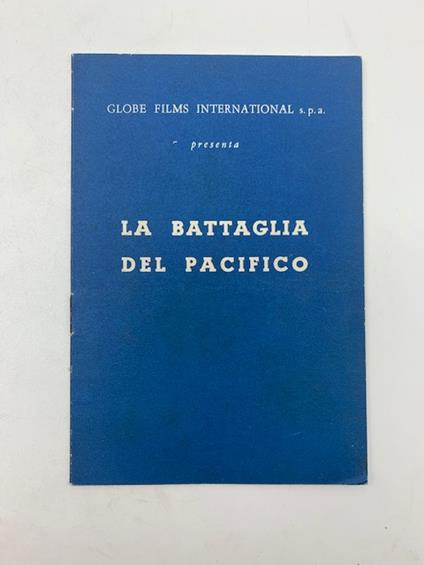 GLOBE FILMS INTERNATIONAL s.p.a.
presenta
LA BATTAGLIA
DEL PACIFICO